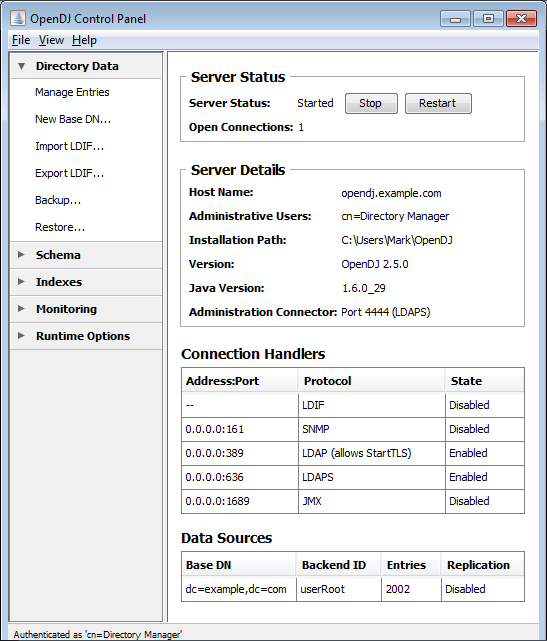 OpenDJ Control Panel
File View Help
Directory Data
Manage Entries
New Base DN...
Import LDIF...
Export LDIF...
Backup...
Restore...
Schema
Indexes
Monitoring
Runtime Options
Server Status
Server Status: Started Stop Restart
Open Connections: 1
Server Details
Host Name: opendj.example.com
Administrative Users: cn=Directory Manager
Installation Path: C:\Users\Mark\OpenDJ
Version: OpenDJ 2.5.0
Java Version: 1.6.0_29
Administration Connector: Port 4444 (LDAPS)
Connection Handlers
Address:Port Protocol State
-- LDIF Disabled
0.0.0.0:161 SNMP Disabled
0.0.0.0:389 LDAP (allows StartTLS) Enabled
0.0.0.0:636 LDAPS Enabled
0.0.0.0:1689 JMX Disabled
Data Sources
Base DN Backend ID Entries Replication
dc=example,dc=com userRoot 2002 Disabled
Authenticated as 'cn=Directory Manager'